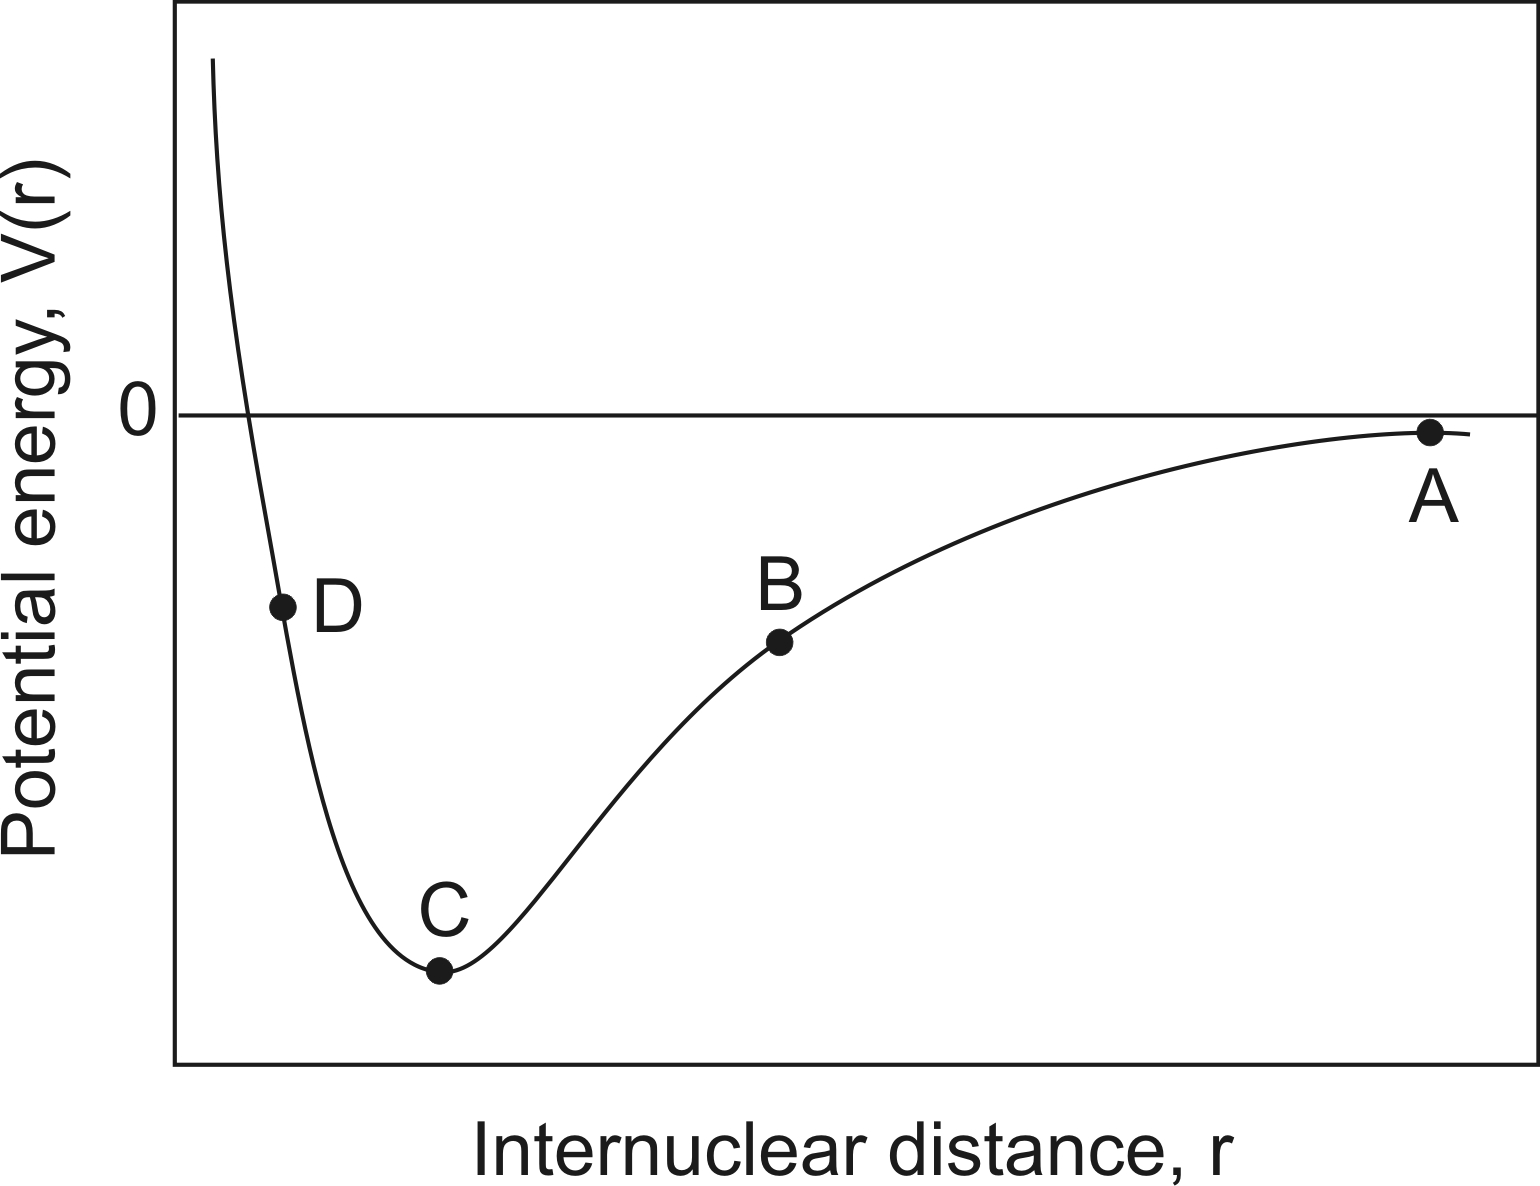 Potential energy, V(r)
0
A
B
D
C
Internuclear distance, r